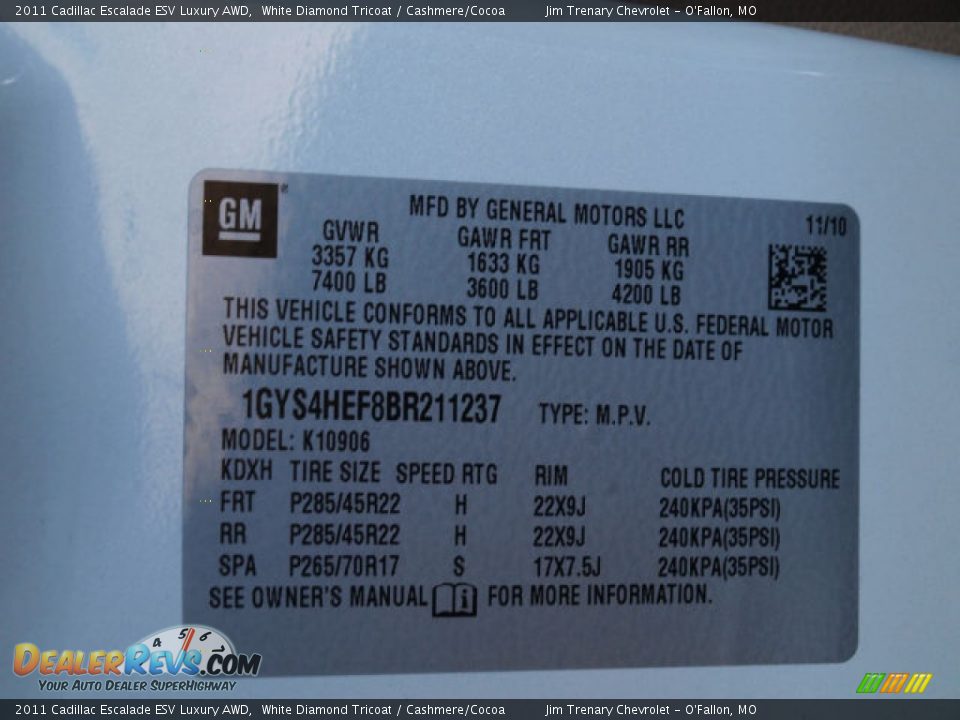 2011 Cadillac Escalade ESV Luxury AWD, White Diamond Tricoat / Cashmere/Cocoa Jim Trenary Chevrolet - O'Fallon, MO
GM
MFD BY GENERAL MOTORS LLC
11/10
GVWR GAWR FRT GAWR RR
3357 KG 1633 KG 1905 KG
7400 LB 3600 LB 4200 LB
THIS VEHICLE CONFORMS TO ALL APPLICABLE U.S. FEDERAL MOTOR
VEHICLE SAFETY STANDARDS IN EFFECT ON THE DATE OF
MANUFACTURE SHOWN ABOVE.
1GYS4HEF8BR211237 TYPE: M.P.V.
MODEL: K10906
KDXH TIRE SIZE SPEED RTG RIM COLD TIRE PRESSURE
FRT P285/45R22 H 22X9J 240KPA(35PSI)
RR P285/45R22 H 22X9J 240KPA(35PSI)
SPA P265/70R17 S 17X7.5J 240KPA(35PSI)
SEE OWNER'S MANUAL i FOR MORE INFORMATION.
4 5 6
DEALERREVS.COM
YOUR AUTO DEALER SUPERHIGHWAY
2011 Cadillac Escalade ESV Luxury AWD, White Diamond Tricoat / Cashmere/Cocoa Jim Trenary Chevrolet - O'Fallon, MO